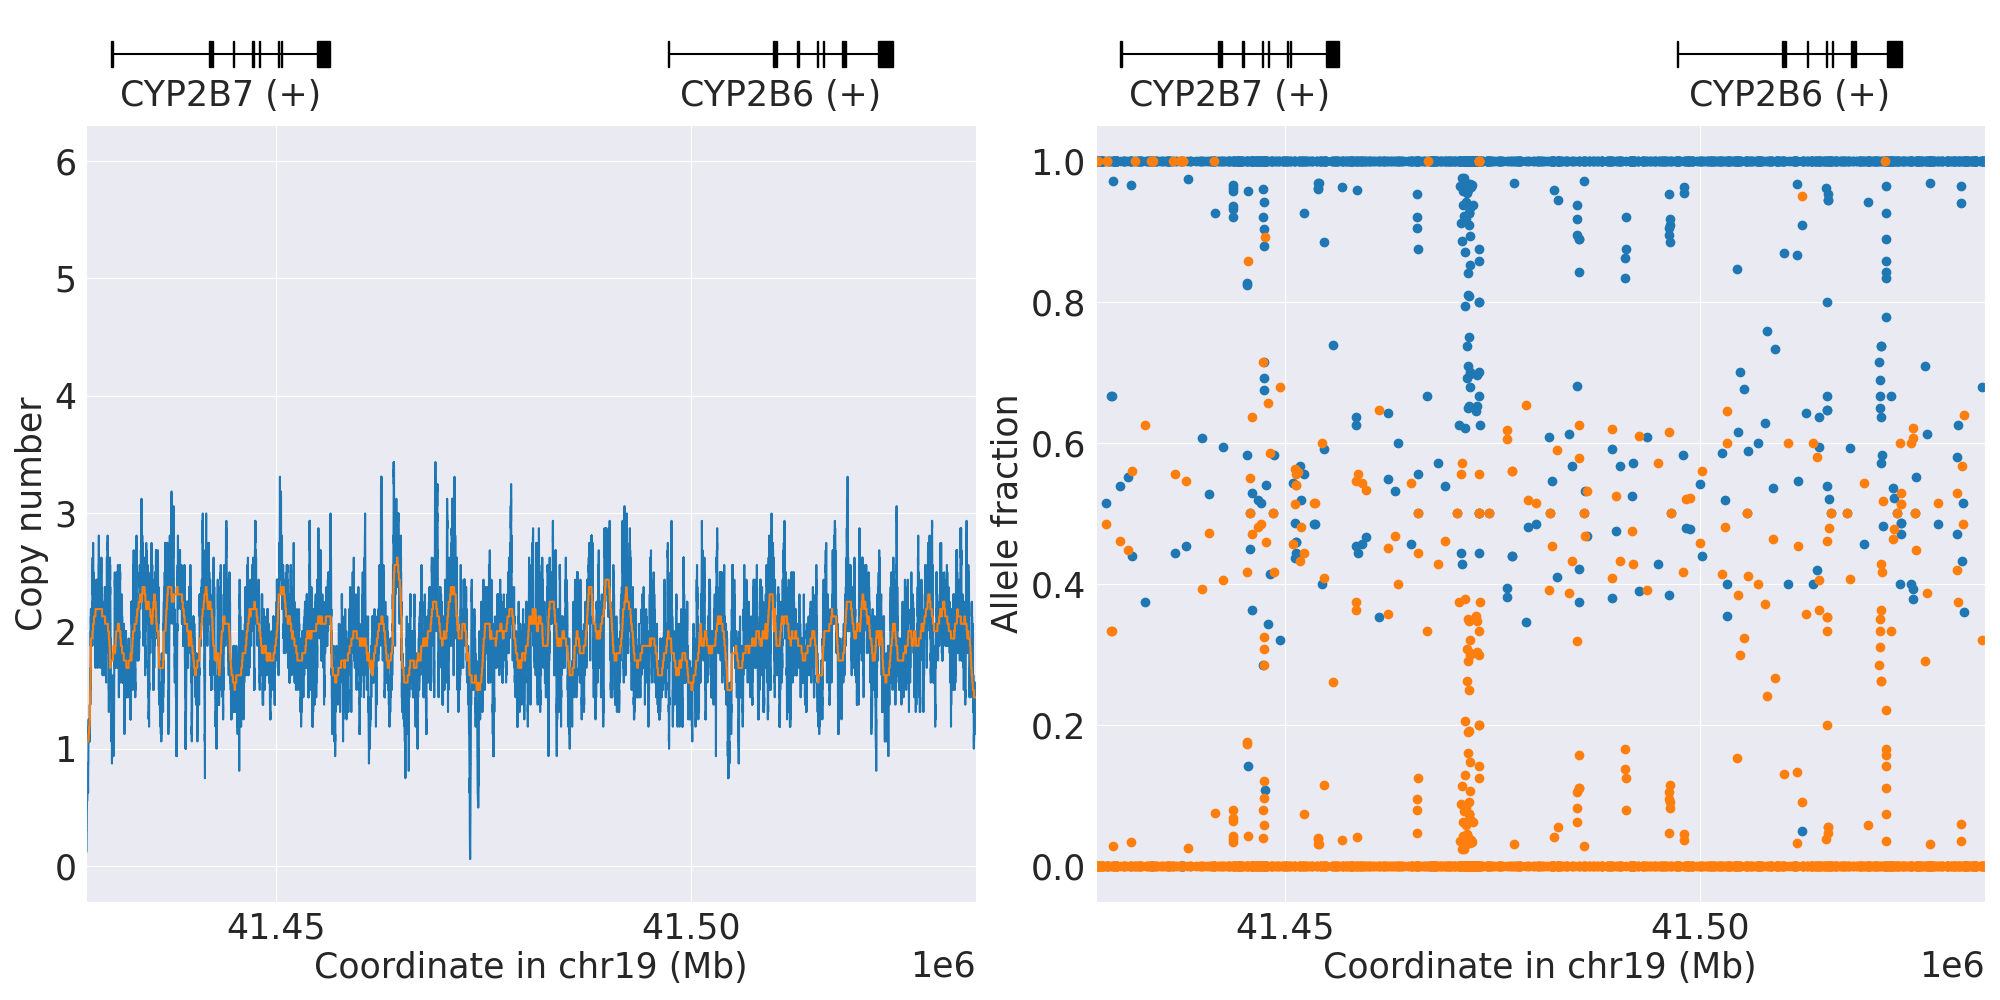 CYP2B7 (+) CYP2B6 (+)
6
5
4
3
2
1
0
Copy number
41.45 41.50
Coordinate in chr19 (Mb) 1e6
CYP2B7 (+) CYP2B6 (+)
1.0
0.8
0.6
0.4
0.2
0.0
Allele fraction
41.45 41.50
Coordinate in chr19 (Mb) 1e6